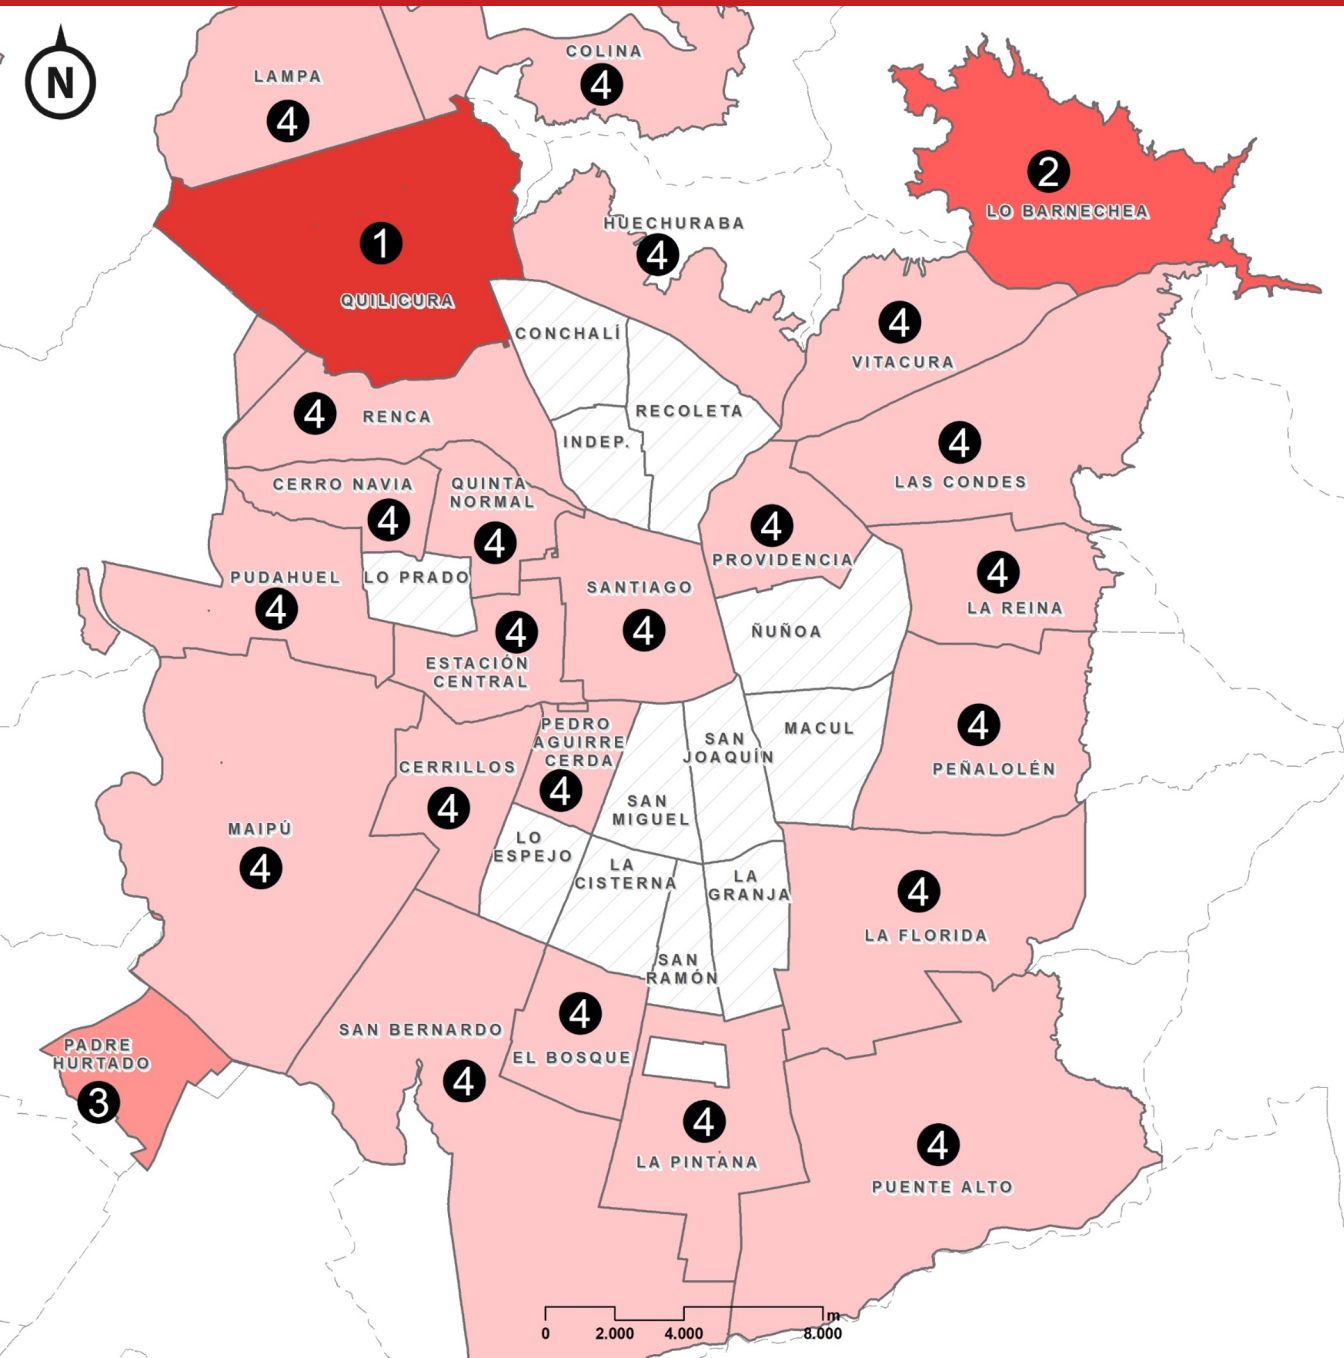 N
COLINA
4
LAMPA
4
2
LO BARNECHEA
1
QUILICURA
HUECHURABA
4
4
VITACURA
CONCHALÍ
RECOLETA
4
RENCA
INDEP.
4
LAS CONDES
CERRO NAVIA
4
QUINTA
NORMAL
4
4
PROVIDENCIA
LO PRADO
PUDAHUEL
4
SANTIAGO
4
4
LA REINA
4
ESTACIÓN
CENTRAL
ÑUÑOA
PEDRO
AGUIRRE
CERDA
4
SAN
JOAQUÍN
MACUL
4
PEÑALOLÉN
CERRILLOS
4
MAIPÚ
4
SAN
MIGUEL
LO
ESPEJO
LA
CISTERNA
LA
GRANJA
4
LA FLORIDA
SAN
RAMÓN
SAN BERNARDO
4
4
EL BOSQUE
PADRE
HURTADO
3
4
LA PINTANA
4
PUENTE ALTO
m
0 2.000 4.000 8.000